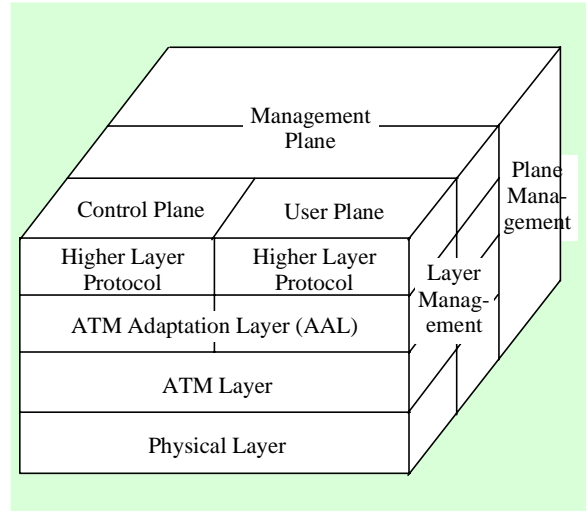 Management
Plane
Plane
Mana-
gement
Control Plane
User Plane
Higher Layer
Protocol
Higher Layer
Protocol
Layer
Manag-
ement
ATM Adaptation Layer (AAL)
ATM Layer
Physical Layer